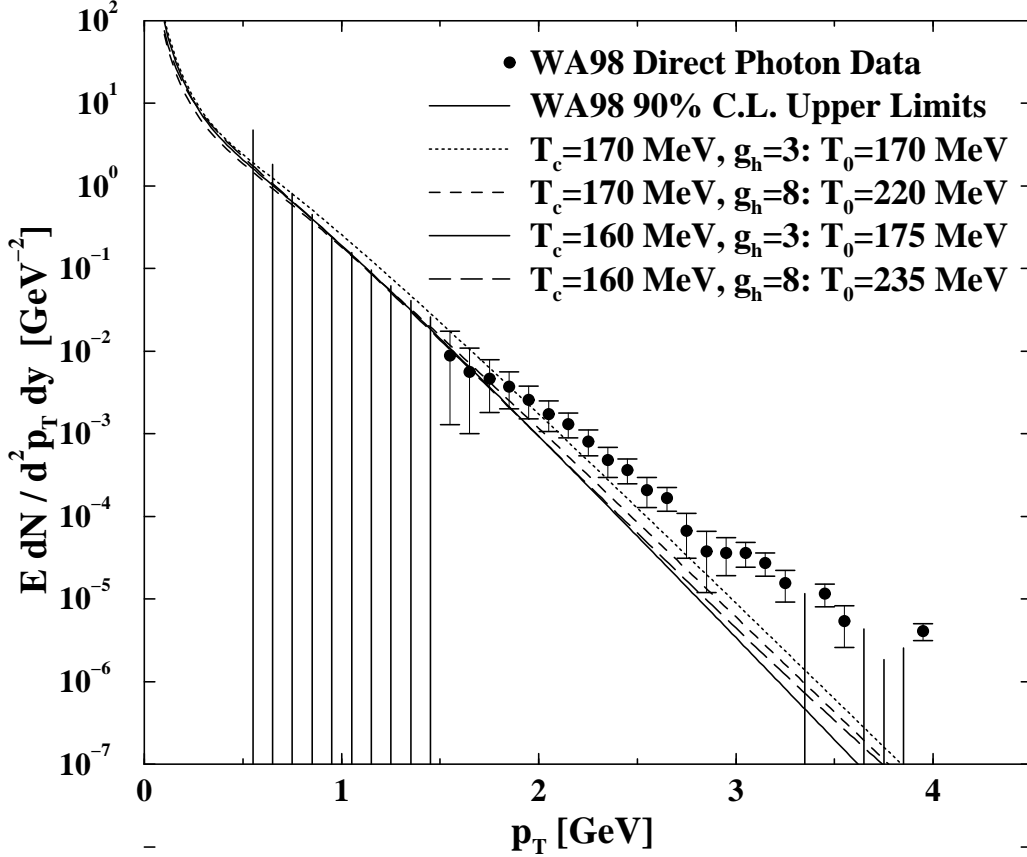 E dN / d²p_T dy [GeV⁻²]
10²
10¹
10⁰
10⁻¹
10⁻²
10⁻³
10⁻⁴
10⁻⁵
10⁻⁶
10⁻⁷
WA98 Direct Photon Data
WA98 90% C.L. Upper Limits
T_c=170 MeV, g_h=3: T_0=170 MeV
T_c=170 MeV, g_h=8: T_0=220 MeV
T_c=160 MeV, g_h=3: T_0=175 MeV
T_c=160 MeV, g_h=8: T_0=235 MeV
0 1 2 3 4
p_T [GeV]